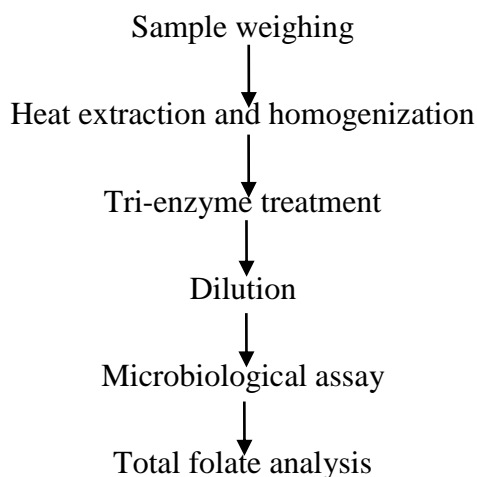 Sample weighing
Heat extraction and homogenization
Tri-enzyme treatment
Dilution
Microbiological assay
Total folate analysis